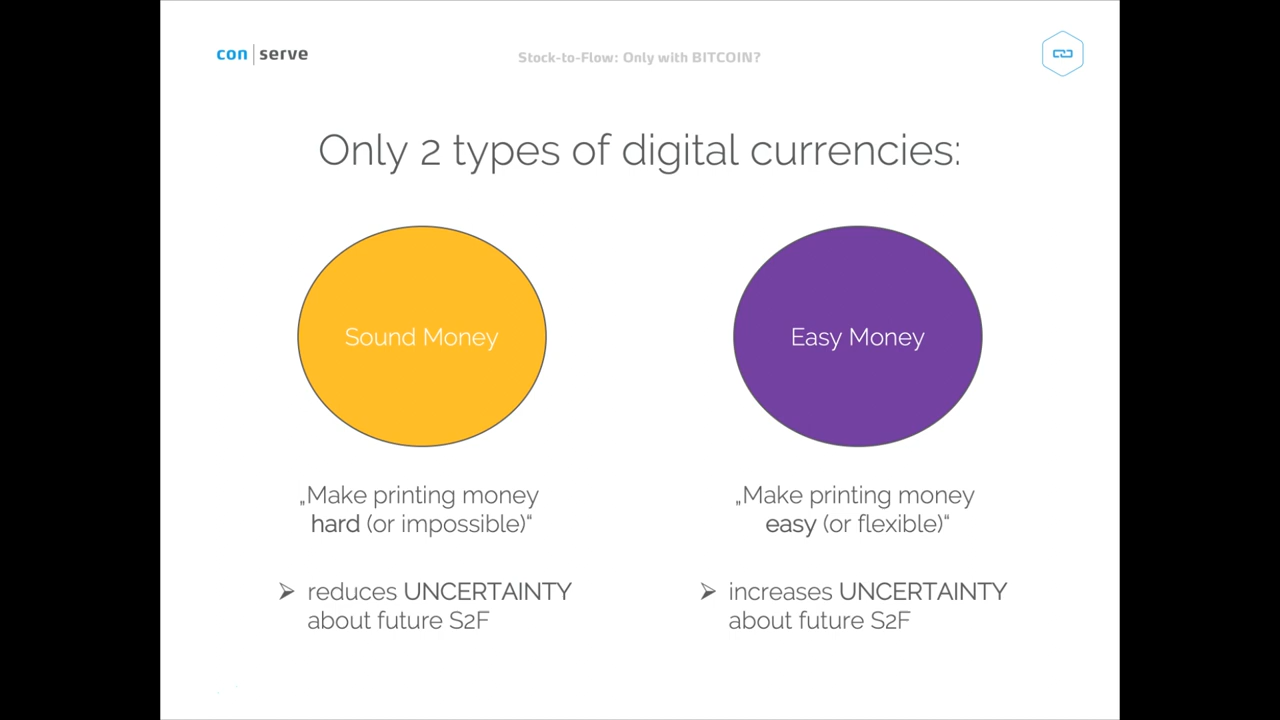 con|serve
Stock-to-Flow: Only with BITCOIN?
Only 2 types of digital currencies:
Sound Money
Easy Money
„Make printing money
hard (or impossible)“
„Make printing money
easy (or flexible)“
➢ reduces UNCERTAINTY
about future S2F
➢ increases UNCERTAINTY
about future S2F